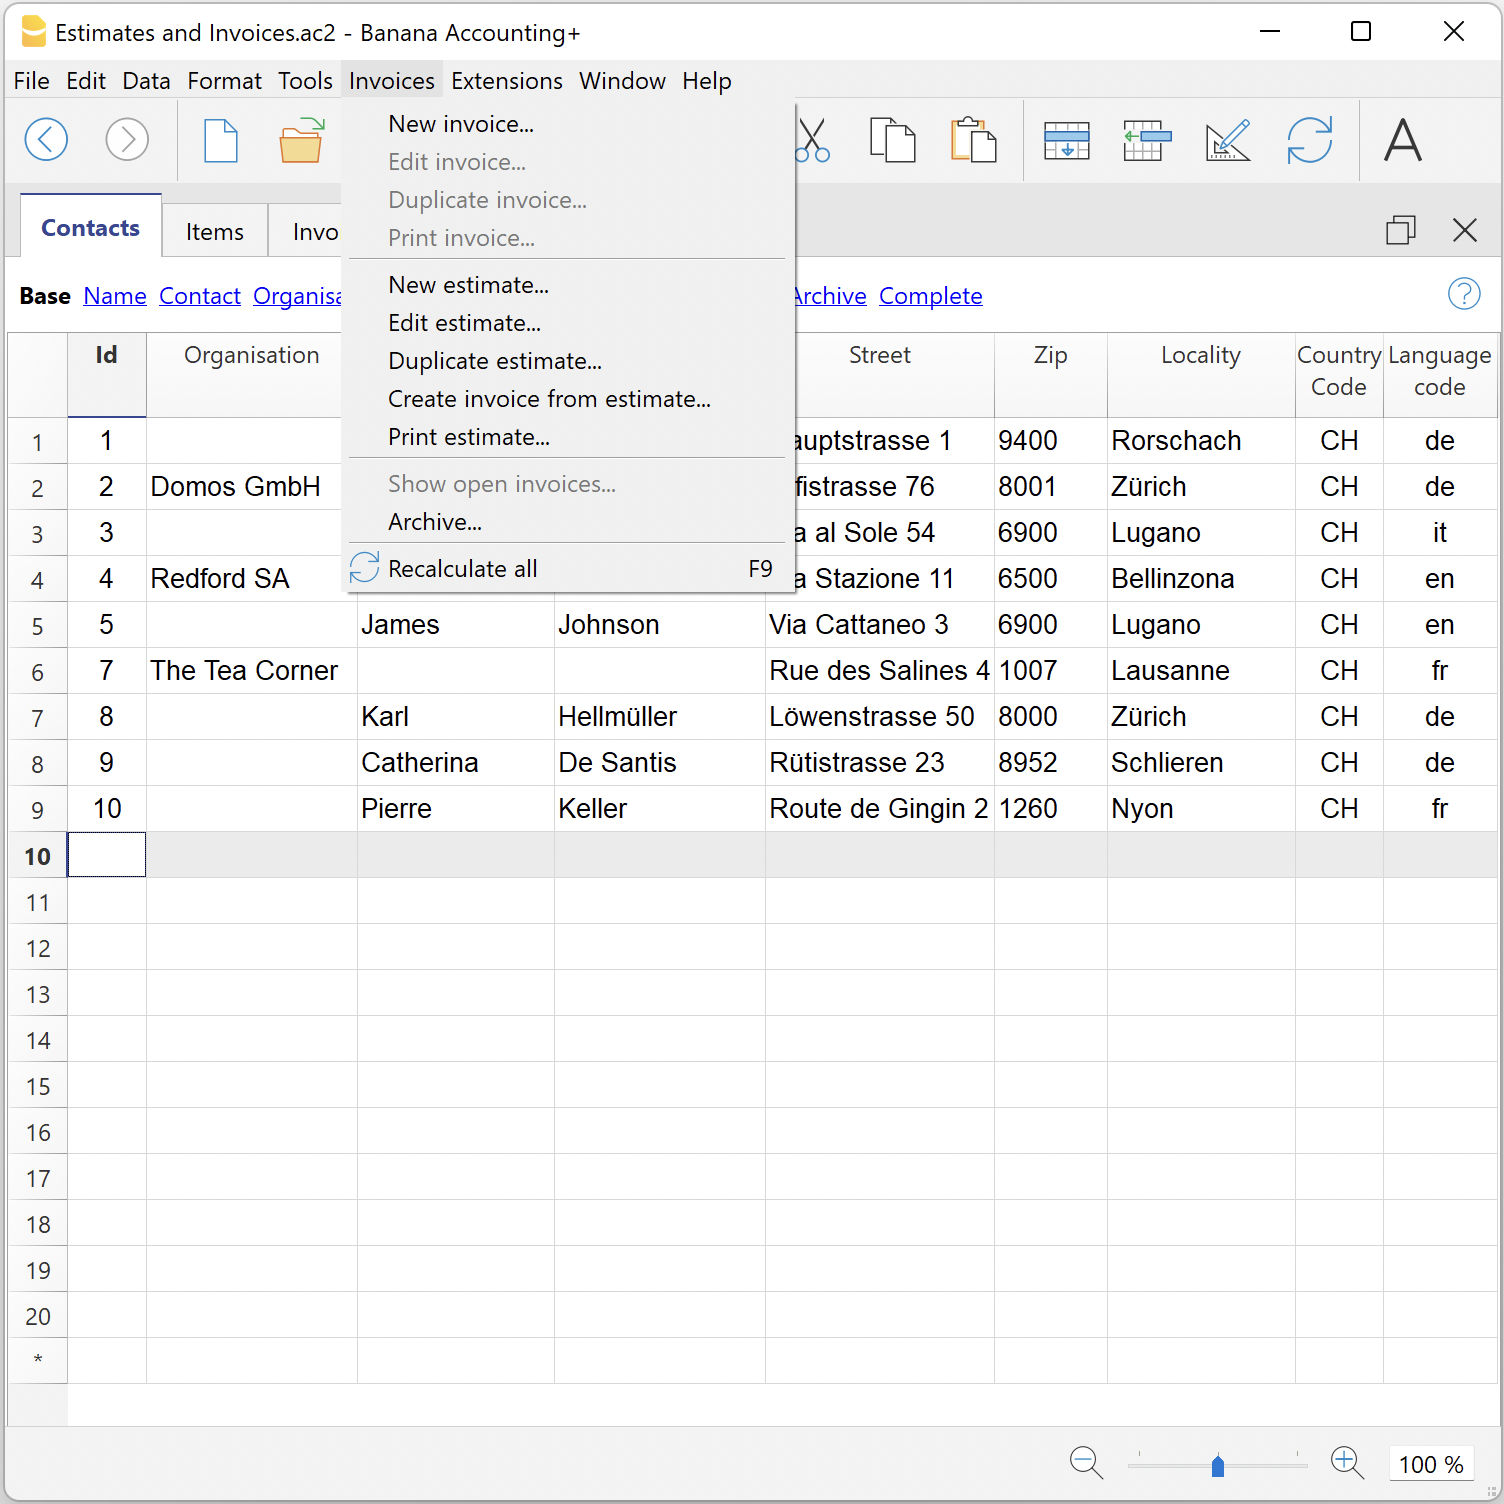 Estimates and Invoices.ac2 - Banana Accounting+
File Edit Data Format Tools Invoices Extensions Window Help
New invoice...
Edit invoice...
Duplicate invoice...
Print invoice...
New estimate...
Edit estimate...
Duplicate estimate...
Create invoice from estimate...
Print estimate...
Show open invoices...
Archive...
Recalculate all F9
Contacts Items
Base Name Contact Archive Complete
Id Organisation Street Zip Locality Country Code Language code
1 1 9400 Rorschach CH de
2 2 Domos GmbH 76 8001 Zürich CH de
3 3 al Sole 54 6900 Lugano CH it
4 4 Redford SA Stazione 11 6500 Bellinzona CH en
5 5 James Johnson Via Cattaneo 3 6900 Lugano CH en
6 7 The Tea Corner Rue des Salines 4 1007 Lausanne CH fr
7 8 Karl Hellmüller Löwenstrasse 50 8000 Zürich CH de
8 9 Catherina De Santis Rütistrasse 23 8952 Schlieren CH de
9 10 Pierre Keller Route de Gingin 2 1260 Nyon CH fr
10
11
12
13
14
15
16
17
18
19
20
*
100 %